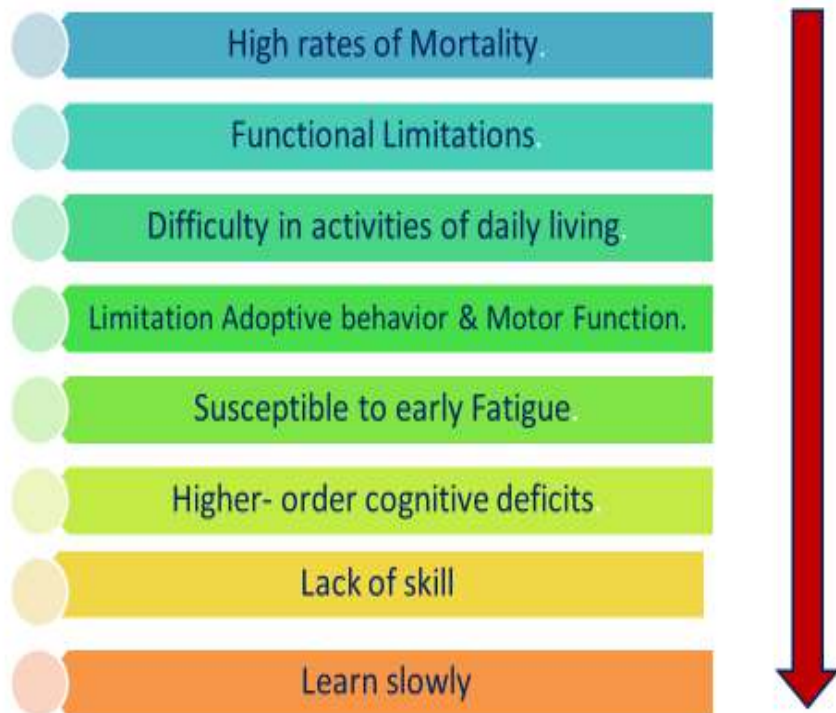 High rates of Mortality.
Functional Limitations.
Difficulty in activities of daily living.
Limitation Adoptive behavior & Motor Function.
Susceptible to early Fatigue.
Higher- order cognitive deficits.
Lack of skill
Learn slowly